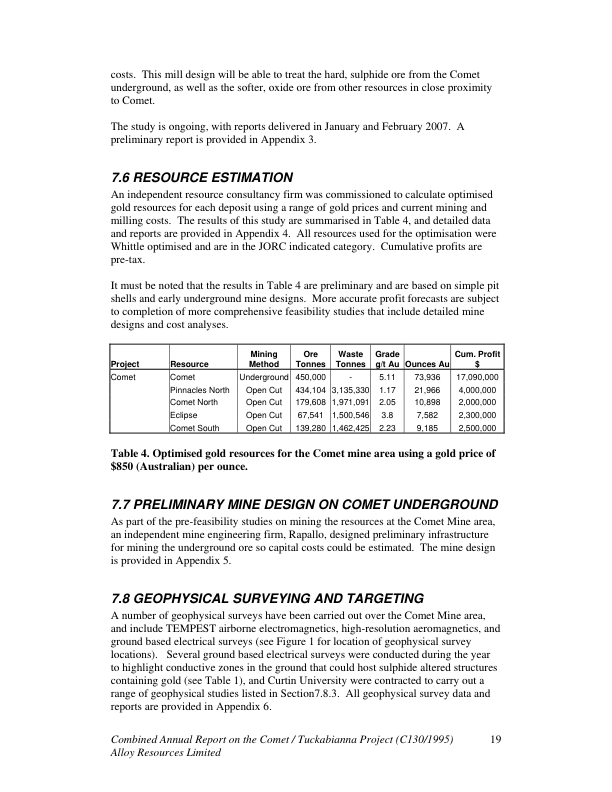 costs.  This mill design will be able to treat the hard, sulphide ore from the Comet
underground, as well as the softer, oxide ore from other resources in close proximity
to Comet.
The study is ongoing, with reports delivered in January and February 2007.  A
preliminary report is provided in Appendix 3.
7.6 RESOURCE ESTIMATION
An independent resource consultancy firm was commissioned to calculate optimised
gold resources for each deposit using a range of gold prices and current mining and
milling costs.  The results of this study are summarised in Table 4, and detailed data
and reports are provided in Appendix 4.  All resources used for the optimisation were
Whittle optimised and are in the JORC indicated category.  Cumulative profits are
pre-tax.
It must be noted that the results in Table 4 are preliminary and are based on simple pit
shells and early underground mine designs.  More accurate profit forecasts are subject
to completion of more comprehensive feasibility studies that include detailed mine
designs and cost analyses.
Project Resource Mining Method Ore Tonnes Waste Tonnes Grade g/t Au Ounces Au Cum. Profit $
Comet Comet Underground 450,000 - 5.11 73,936 17,090,000
Pinnacles North Open Cut 434,104 3,135,330 1.17 21,966 4,000,000
Comet North Open Cut 179,608 1,971,091 2.05 10,898 2,000,000
Eclipse Open Cut 67,541 1,500,546 3.8 7,582 2,300,000
Comet South Open Cut 139,280 1,462,425 2.23 9,185 2,500,000
Table 4. Optimised gold resources for the Comet mine area using a gold price of
$850 (Australian) per ounce.
7.7 PRELIMINARY MINE DESIGN ON COMET UNDERGROUND
As part of the pre-feasibility studies on mining the resources at the Comet Mine area,
an independent mine engineering firm, Rapallo, designed preliminary infrastructure
for mining the underground ore so capital costs could be estimated.  The mine design
is provided in Appendix 5.
7.8 GEOPHYSICAL SURVEYING AND TARGETING
A number of geophysical surveys have been carried out over the Comet Mine area,
and include TEMPEST airborne electromagnetics, high-resolution aeromagnetics, and
ground based electrical surveys (see Figure 1 for location of geophysical survey
locations).   Several ground based electrical surveys were conducted during the year
to highlight conductive zones in the ground that could host sulphide altered structures
containing gold (see Table 1), and Curtin University were contracted to carry out a
range of geophysical studies listed in Section7.8.3.  All geophysical survey data and
reports are provided in Appendix 6.
Combined Annual Report on the Comet / Tuckabianna Project (C130/1995) 19
Alloy Resources Limited